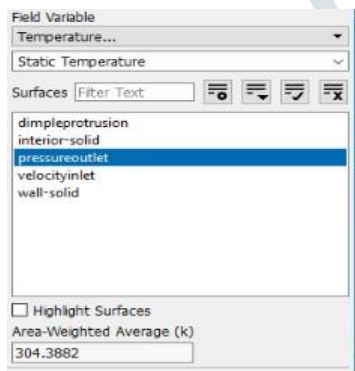 Field Variable
Temperature...
Static Temperature
Surfaces Filter Text
dimpleprotrusion
interior-solid
pressureoutlet
velocityinlet
wall-solid
Highlight Surfaces
Area-Weighted Average (k)
304.3882